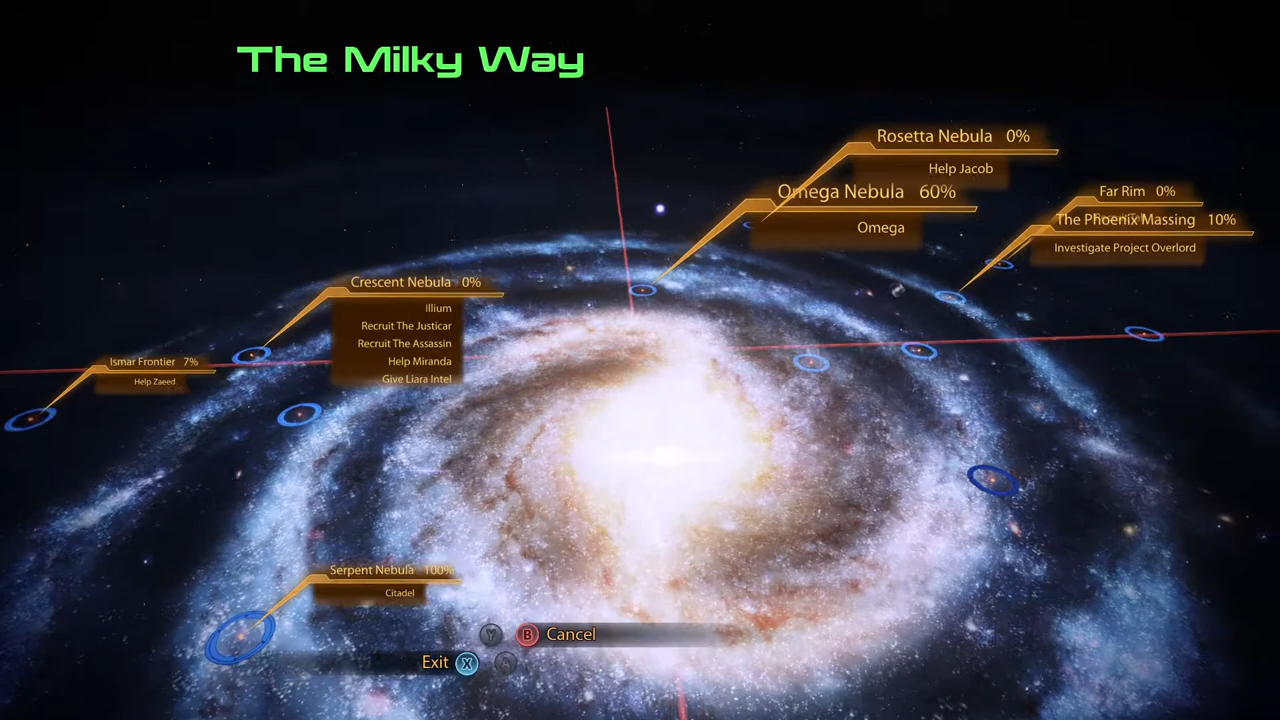 The Milky Way
Rosetta Nebula 0%
Help Jacob
Omega Nebula 60%
Omega
Far Rim 0%
The Phoenix Massing 10%
Investigate Project Overlord
Crescent Nebula 0%
Illium
Recruit The Justicar
Recruit The Assassin
Help Miranda
Give Liara Intel
Ismar Frontier 7%
Help Zaeed
Serpent Nebula 100%
Citadel
Y B Cancel
Exit X A